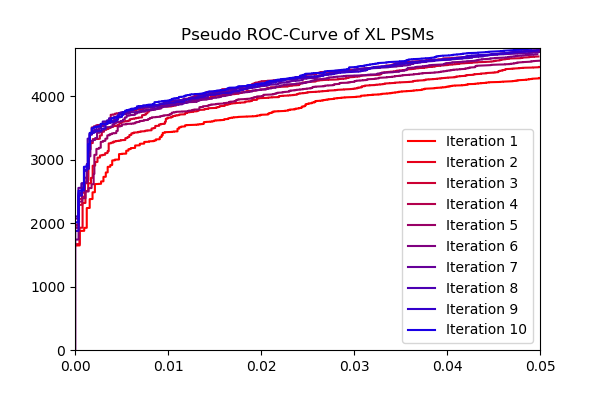 Pseudo ROC-Curve of XL PSMs
4000
3000
2000
1000
0
0.00 0.01 0.02 0.03 0.04 0.05
Iteration 1
Iteration 2
Iteration 3
Iteration 4
Iteration 5
Iteration 6
Iteration 7
Iteration 8
Iteration 9
Iteration 10